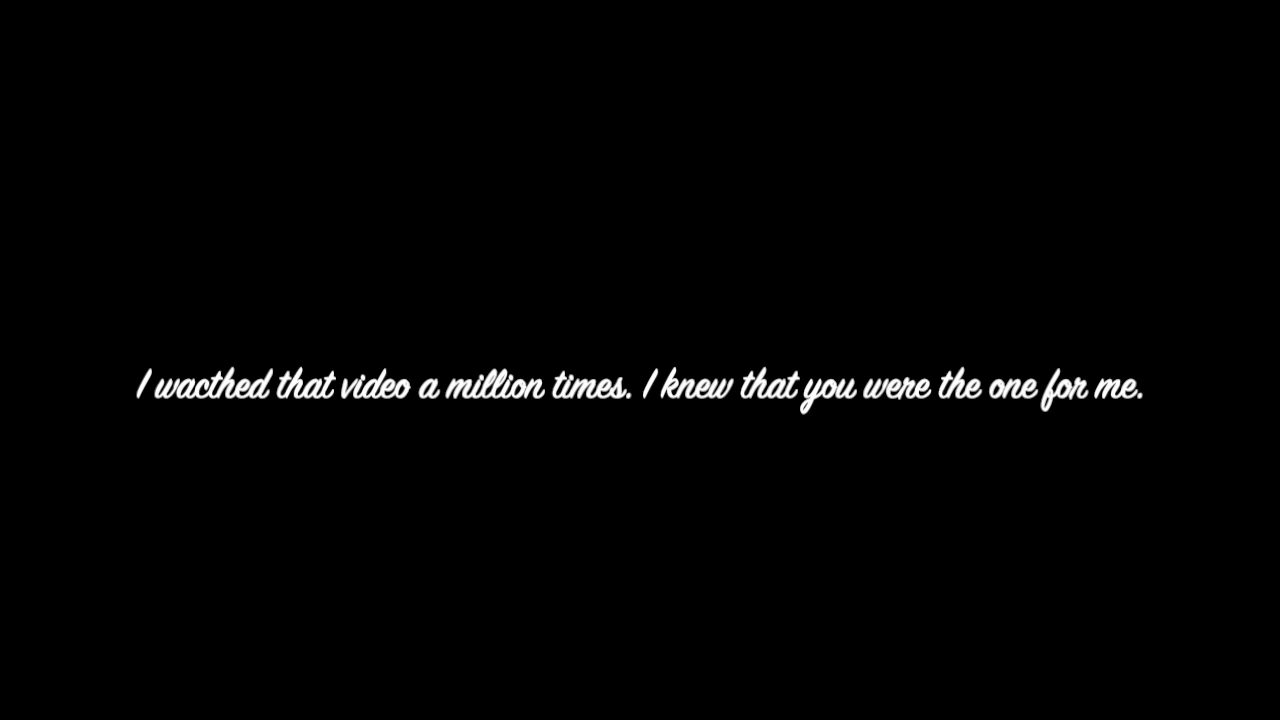 I wacthed that video a million times. I knew that you were the one for me.